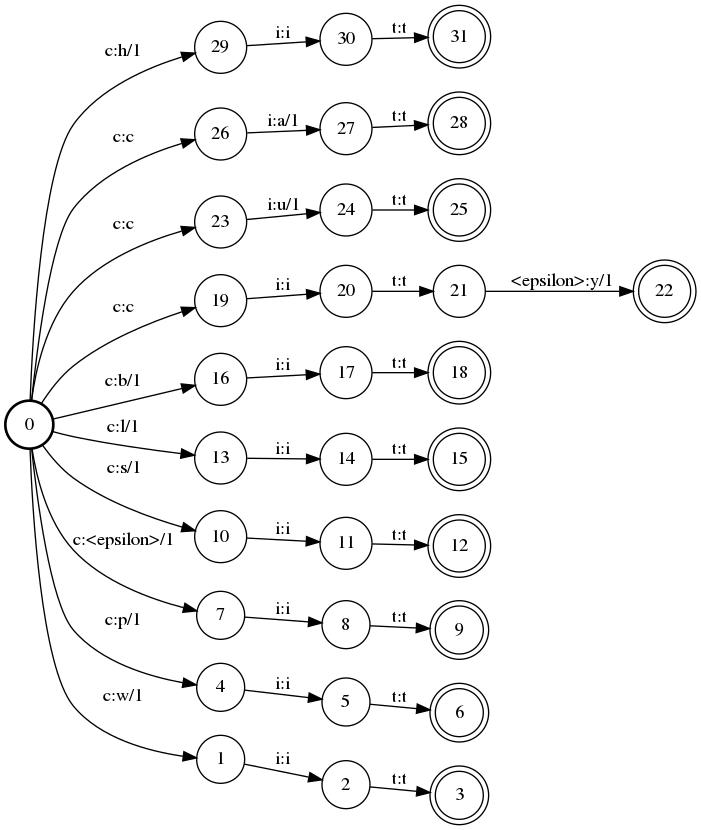 c:h/1
29
i:i
30
t:t
31
c:c
26
i:a/1
27
t:t
28
c:c
23
i:u/1
24
t:t
25
c:c
19
i:i
20
t:t
21
<epsilon>:y/1
22
c:b/1
16
i:i
17
t:t
18
0
c:l/1
13
i:i
14
t:t
15
c:s/1
10
i:i
11
t:t
12
c:<epsilon>/1
7
i:i
8
t:t
9
c:p/1
4
i:i
5
t:t
6
c:w/1
1
i:i
2
t:t
3